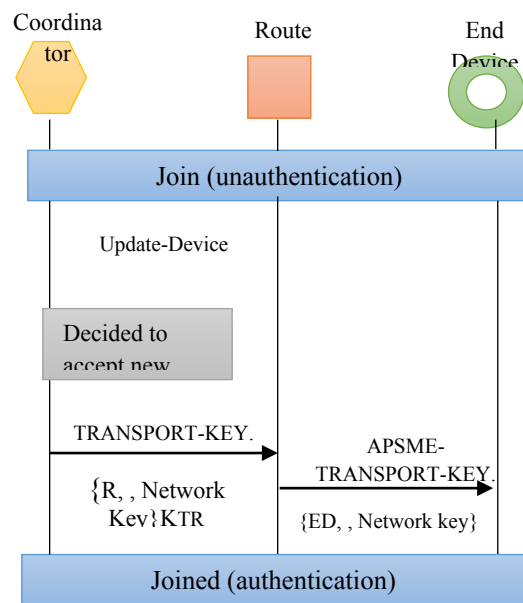 Coordina
tor
Route
End
Device
Join (unauthentication)
Update-Device
Decided to
accept new
TRANSPORT-KEY.
{R, , Network
Key}KTR
APSME-
TRANSPORT-KEY.
{ED, , Network key}
Joined (authentication)